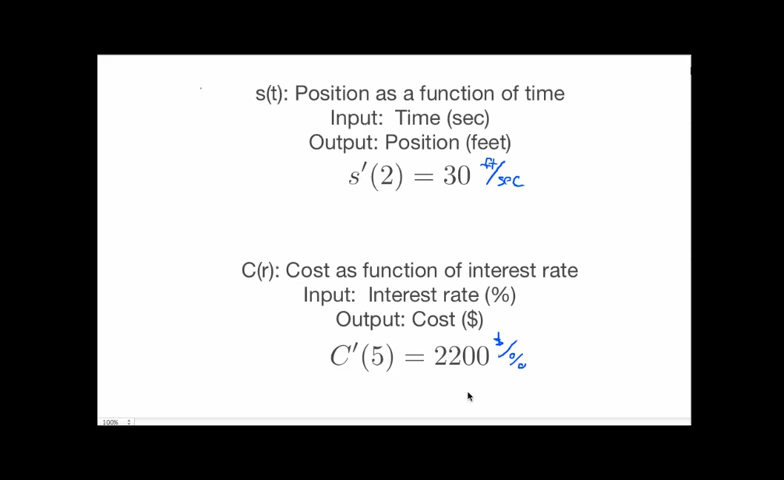 s(t): Position as a function of time
Input: Time (sec)
Output: Position (feet)
s′(2) = 30 ft/sec
C(r): Cost as function of interest rate
Input: Interest rate (%)
Output: Cost ($)
C′(5) = 2200 $/%
100%